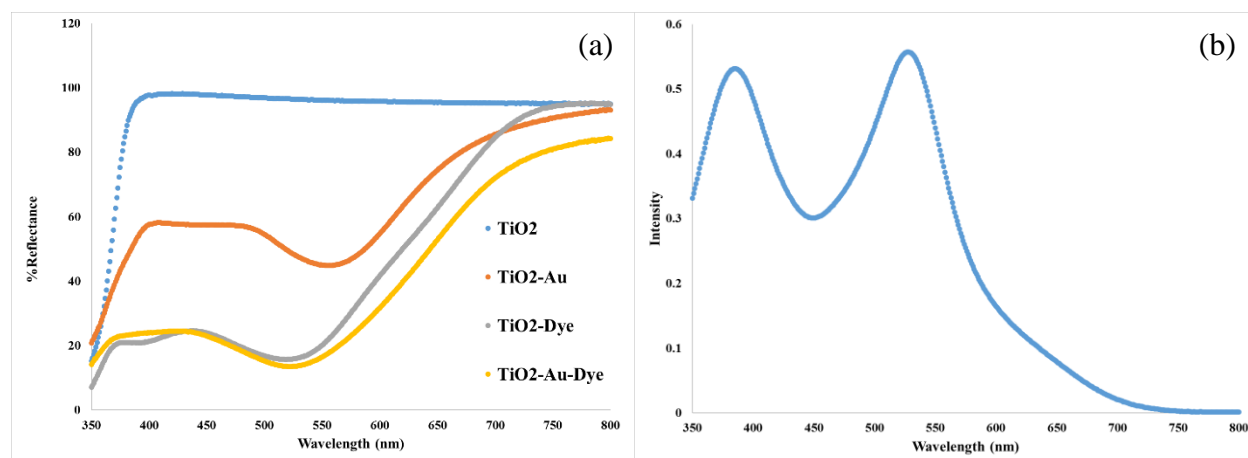 (a)
120
100
80
60
40
20
0
%Reflectance
TiO2
TiO2-Au
TiO2-Dye
TiO2-Au-Dye
350 400 450 500 550 600 650 700 750 800
Wavelength (nm)
(b)
0.6
0.5
0.4
0.3
0.2
0.1
0
Intensity
350 400 450 500 550 600 650 700 750 800
Wavelength (nm)